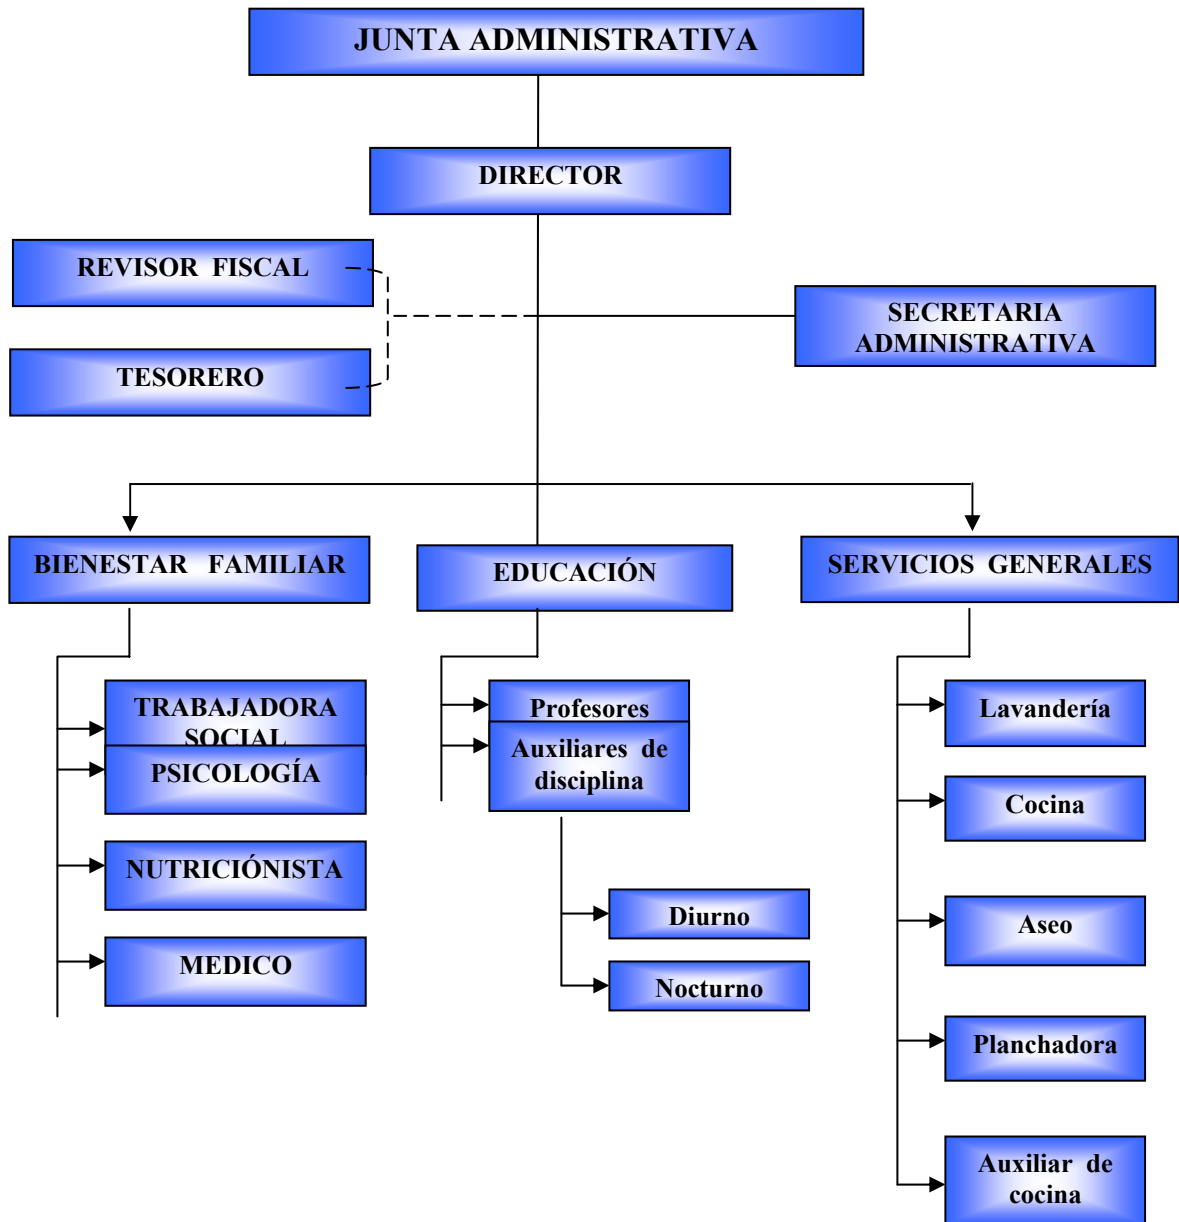 JUNTA ADMINISTRATIVA
DIRECTOR
REVISOR FISCAL
SECRETARIA
ADMINISTRATIVA
TESORERO
BIENESTAR FAMILIAR
EDUCACIÓN
SERVICIOS GENERALES
TRABAJADORA
SOCIAL
PSICOLOGÍA
NUTRICIÓNISTA
MEDICO
Profesores
Auxiliares de
disciplina
Diurno
Nocturno
Lavandería
Cocina
Aseo
Planchadora
Auxiliar de
cocina